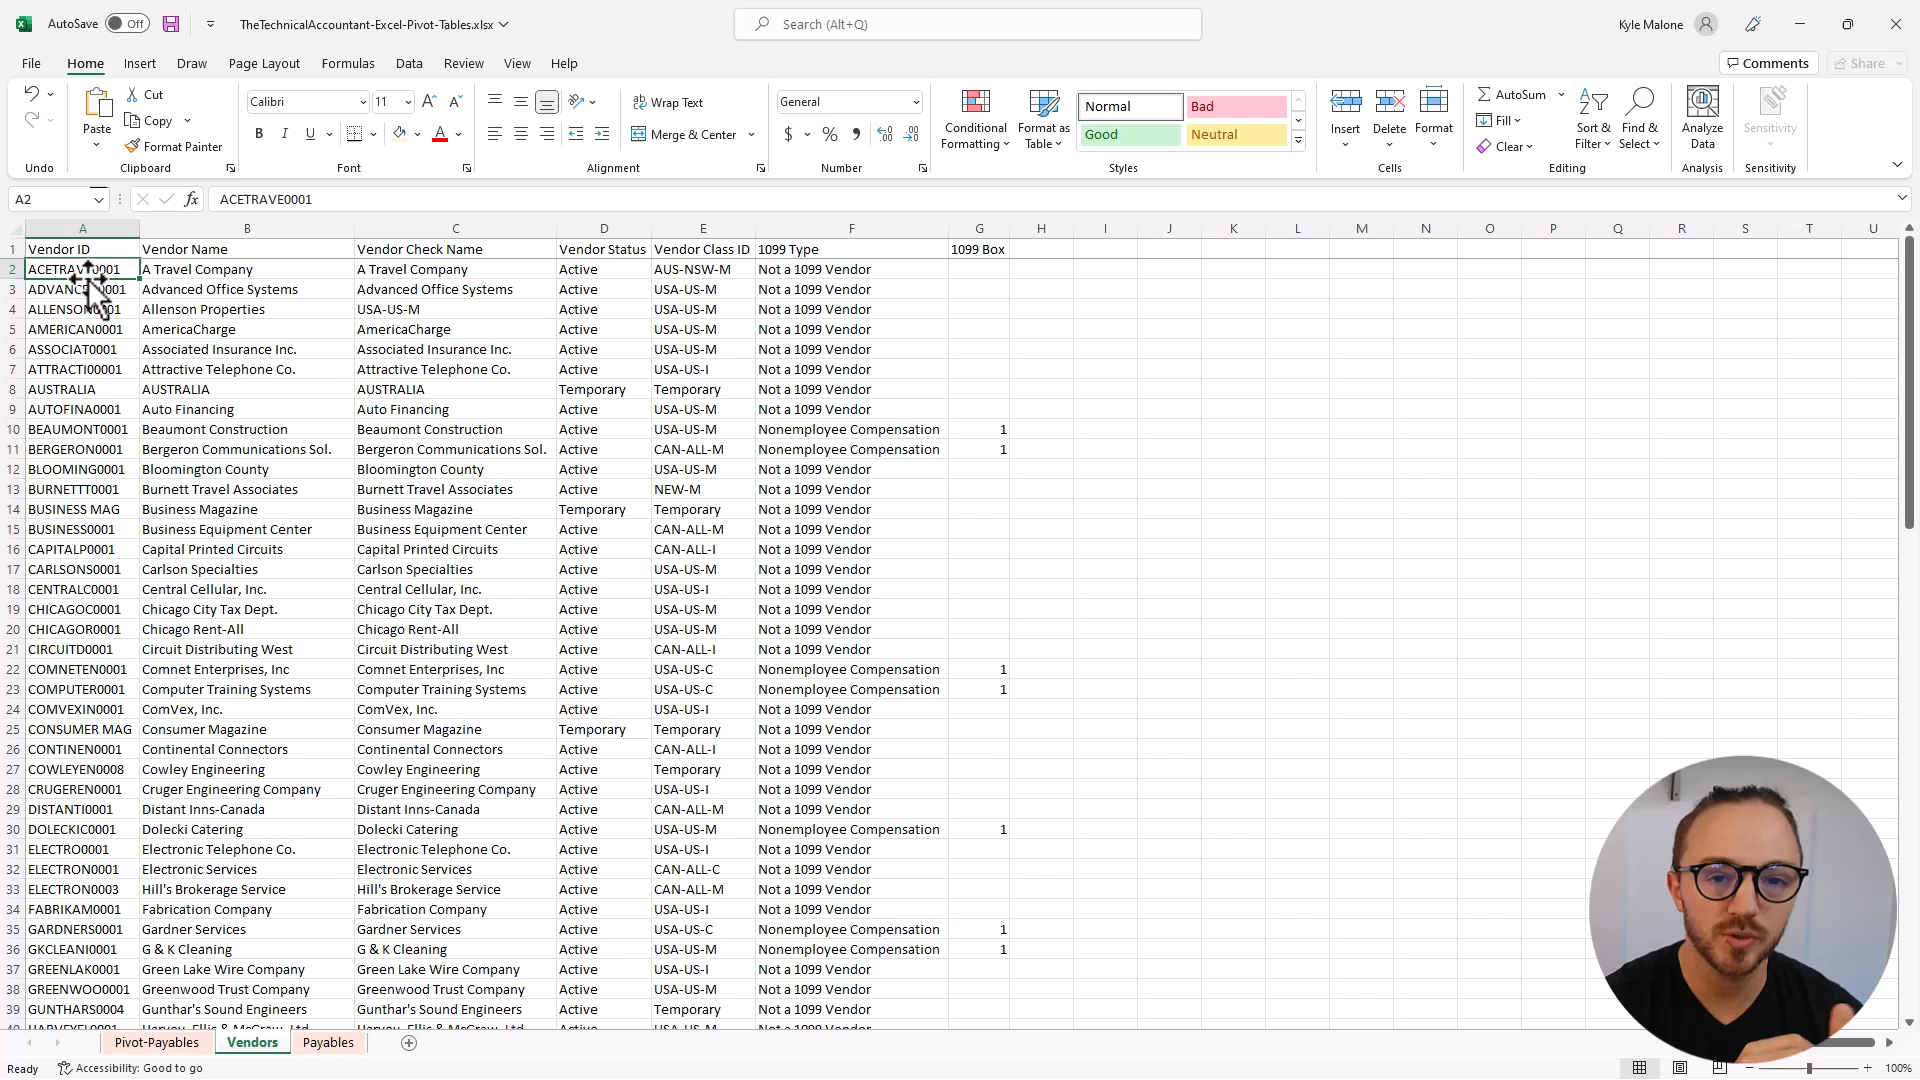 AutoSave Off TheTechnicalAccountant-Excel-Pivot-Tables.xlsx Search (Alt+Q) Kyle Malone
File Home Insert Draw Page Layout Formulas Data Review View Help Comments Share
Paste Cut Copy Format Painter
Calibri 11 B I U A
Wrap Text Merge & Center
General $ %
Conditional Formatting Format as Table
Normal Bad Good Neutral
Insert Delete Format
AutoSum Fill Clear Sort & Filter Find & Select
Analyze Data Sensitivity
Undo Clipboard Font Alignment Number Styles Cells Editing Analysis Sensitivity
A2 fx ACETRAVE0001
A B C D E F G H I J K L M N O P Q R S T U
1 Vendor ID Vendor Name Vendor Check Name Vendor Status Vendor Class ID 1099 Type 1099 Box
2 A Travel Company A Travel Company Active AUS-NSW-M Not a 1099 Vendor
3 Advanced Office Systems Advanced Office Systems Active USA-US-M Not a 1099 Vendor
4 Allenson Properties USA-US-M Active USA-US-M Not a 1099 Vendor
5 AMERICAN0001 AmericaCharge AmericaCharge Active USA-US-M Not a 1099 Vendor
6 ASSOCIAT0001 Associated Insurance Inc. Associated Insurance Inc. Active USA-US-M Not a 1099 Vendor
7 ATTRACTI00001 Attractive Telephone Co. Attractive Telephone Co. Active USA-US-I Not a 1099 Vendor
8 AUSTRALIA AUSTRALIA AUSTRALIA Temporary Temporary Not a 1099 Vendor
9 AUTOFINA0001 Auto Financing Auto Financing Active USA-US-M Not a 1099 Vendor
10 BEAUMONT0001 Beaumont Construction Beaumont Construction Active USA-US-M Nonemployee Compensation 1
11 BERGERON0001 Bergeron Communications Sol. Bergeron Communications Sol. Active CAN-ALL-M Nonemployee Compensation 1
12 BLOOMING0001 Bloomington County Bloomington County Active USA-US-M Not a 1099 Vendor
13 BURNETTT0001 Burnett Travel Associates Burnett Travel Associates Active NEW-M Not a 1099 Vendor
14 BUSINESS MAG Business Magazine Business Magazine Temporary Temporary Not a 1099 Vendor
15 BUSINESS0001 Business Equipment Center Business Equipment Center Active CAN-ALL-M Not a 1099 Vendor
16 CAPITALP0001 Capital Printed Circuits Capital Printed Circuits Active CAN-ALL-I Not a 1099 Vendor
17 CARLSONS0001 Carlson Specialties Carlson Specialties Active USA-US-M Not a 1099 Vendor
18 CENTRALC0001 Central Cellular, Inc. Central Cellular, Inc. Active USA-US-I Not a 1099 Vendor
19 CHICAGOC0001 Chicago City Tax Dept. Chicago City Tax Dept. Active USA-US-M Not a 1099 Vendor
20 CHICAGOR0001 Chicago Rent-All Chicago Rent-All Active USA-US-M Not a 1099 Vendor
21 CIRCUITD0001 Circuit Distributing West Circuit Distributing West Active CAN-ALL-I Not a 1099 Vendor
22 COMNETEN0001 Comnet Enterprises, Inc Comnet Enterprises, Inc Active USA-US-C Nonemployee Compensation 1
23 COMPUTER0001 Computer Training Systems Computer Training Systems Active USA-US-C Nonemployee Compensation 1
24 COMVEXIN0001 ComVex, Inc. ComVex, Inc. Active USA-US-I Not a 1099 Vendor
25 CONSUMER MAG Consumer Magazine Consumer Magazine Temporary Temporary Not a 1099 Vendor
26 CONTINEN0001 Continental Connectors Continental Connectors Active CAN-ALL-I Not a 1099 Vendor
27 COWLEYEN0008 Cowley Engineering Cowley Engineering Active Temporary Not a 1099 Vendor
28 CRUGEREN0001 Cruger Engineering Company Cruger Engineering Company Active USA-US-I Not a 1099 Vendor
29 DISTANTI0001 Distant Inns-Canada Distant Inns-Canada Active CAN-ALL-M Not a 1099 Vendor
30 DOLECKIC0001 Dolecki Catering Dolecki Catering Active USA-US-M Nonemployee Compensation 1
31 ELECTRO0001 Electronic Telephone Co. Electronic Telephone Co. Active USA-US-I Not a 1099 Vendor
32 ELECTRON0001 Electronic Services Electronic Services Active CAN-ALL-C Not a 1099 Vendor
33 ELECTRON0003 Hill's Brokerage Service Hill's Brokerage Service Active CAN-ALL-M Not a 1099 Vendor
34 FABRIKAM0001 Fabrication Company Fabrication Company Active USA-US-I Not a 1099 Vendor
35 GARDNERS0001 Gardner Services Gardner Services Active USA-US-C Nonemployee Compensation 1
36 GKCLEANI0001 G & K Cleaning G & K Cleaning Active USA-US-M Nonemployee Compensation 1
37 GREENLAK0001 Green Lake Wire Company Green Lake Wire Company Active USA-US-I Not a 1099 Vendor
38 GREENWOO0001 Greenwood Trust Company Greenwood Trust Company Active USA-US-M Not a 1099 Vendor
39 GUNTHARS0004 Gunthar's Sound Engineers Gunthar's Sound Engineers Active Temporary Not a 1099 Vendor
Pivot-Payables Vendors Payables
Ready Accessibility: Good to go 100%